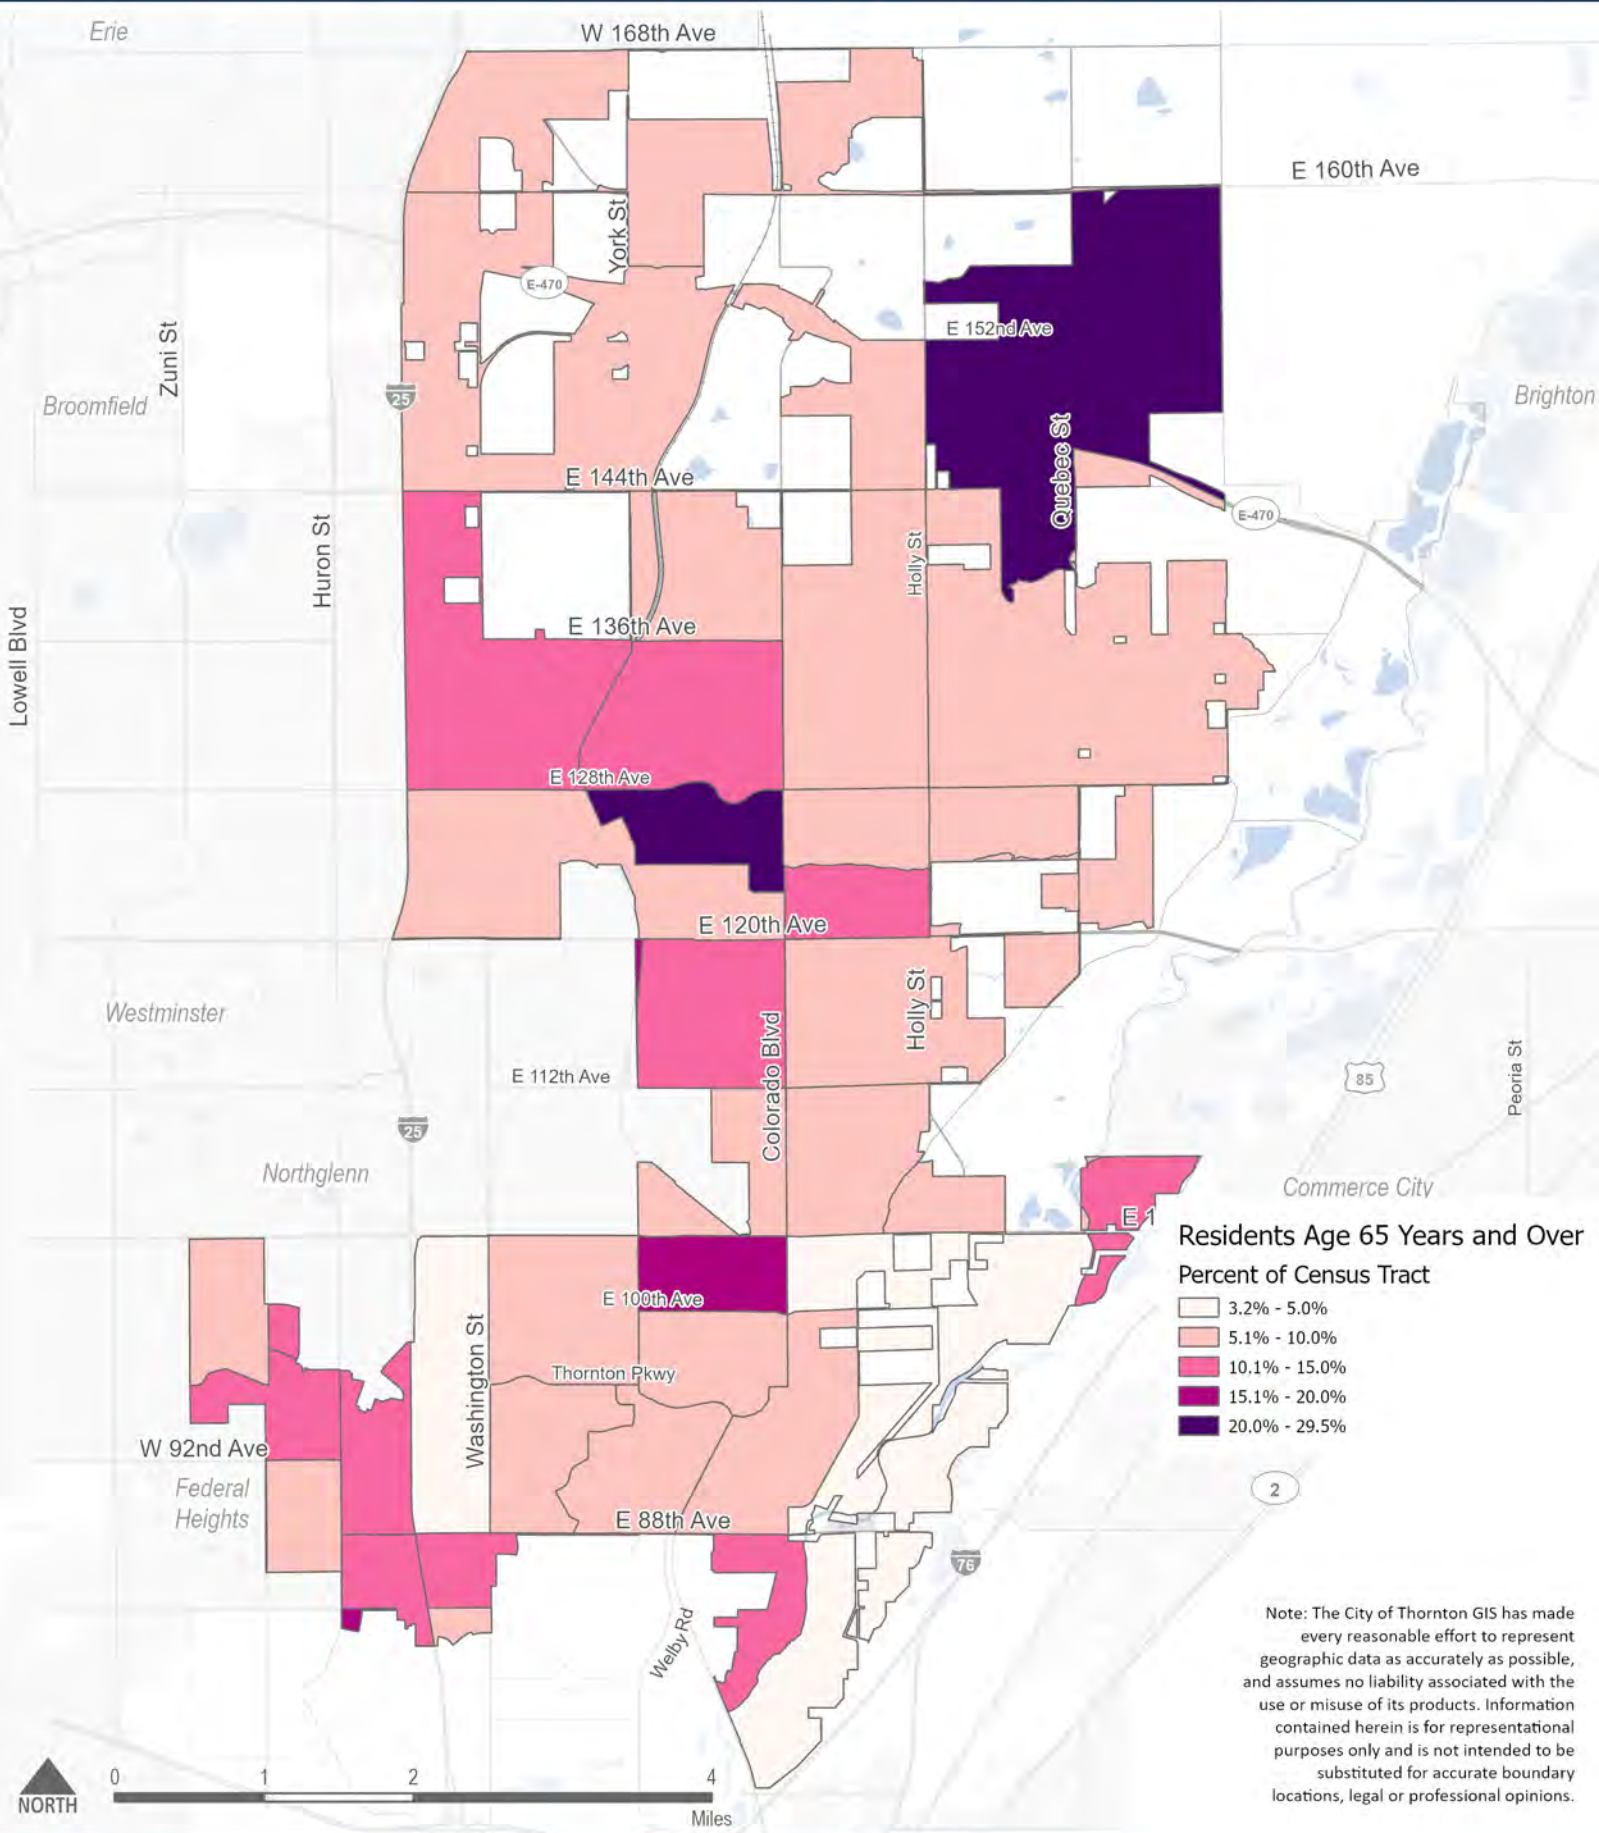 Erie
W 168th Ave
E 160th Ave
York St
E-470
Zuni St
E 152nd Ave
25
Broomfield
Brighton
Quebec St
E 144th Ave
E-470
Huron St
Holly St
Lowell Blvd
E 136th Ave
E 128th Ave
E 120th Ave
Holly St
Westminster
Colorado Blvd
E 112th Ave
Peoria St
85
25
Northglenn
Commerce City
E 1
Residents Age 65 Years and Over
Percent of Census Tract
3.2% - 5.0%
5.1% - 10.0%
10.1% - 15.0%
15.1% - 20.0%
20.0% - 29.5%
E 100th Ave
Washington St
Thornton Pkwy
W 92nd Ave
Federal
Heights
2
E 88th Ave
76
Welby Rd
Note: The City of Thornton GIS has made
every reasonable effort to represent
geographic data as accurately as possible,
and assumes no liability associated with the
use or misuse of its products. Information
contained herein is for representational
purposes only and is not intended to be
substituted for accurate boundary
locations, legal or professional opinions.
NORTH
0 1 2 4
Miles